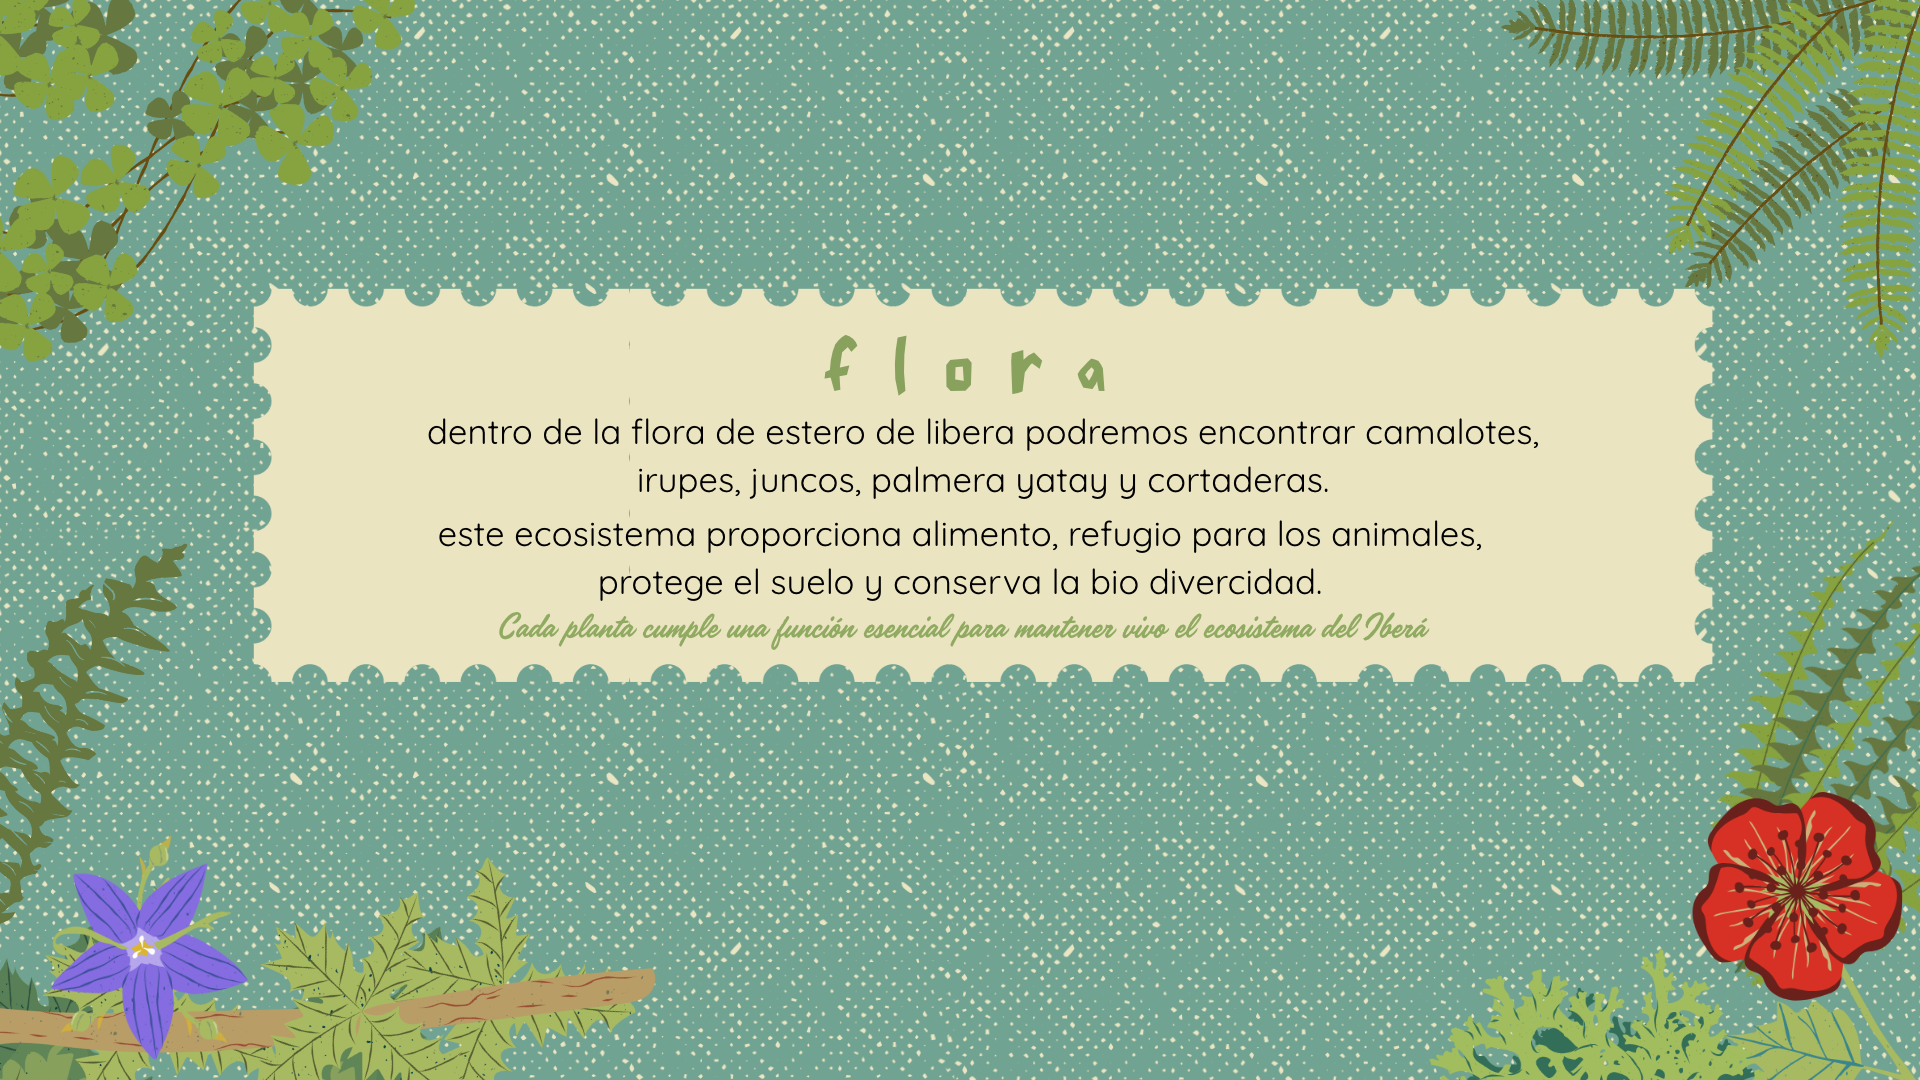 flora
dentro de la flora de estero de libera podremos encontrar camalotes,
irupes, juncos, palmera yatay y cortaderas.
este ecosistema proporciona alimento, refugio para los animales,
protege el suelo y conserva la bio divercidad.
Cada planta cumple una función esencial para mantener vivo el ecosistema del Iberá